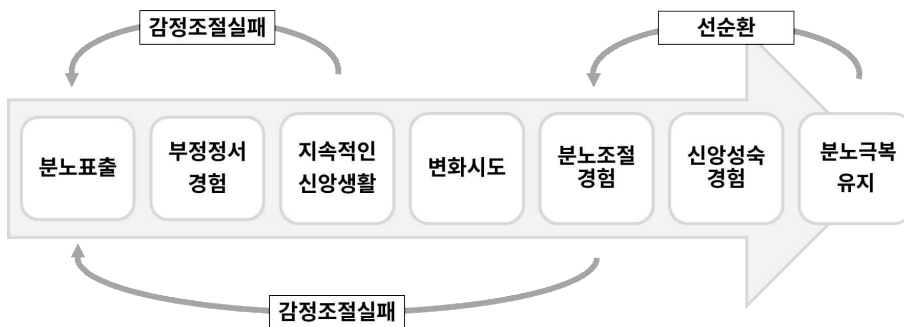 감정조절실패
선순환
분노표출
부정정서
경험
지속적인
신앙생활
변화시도
분노조절
경험
신앙성숙
경험
분노극복
유지
감정조절실패